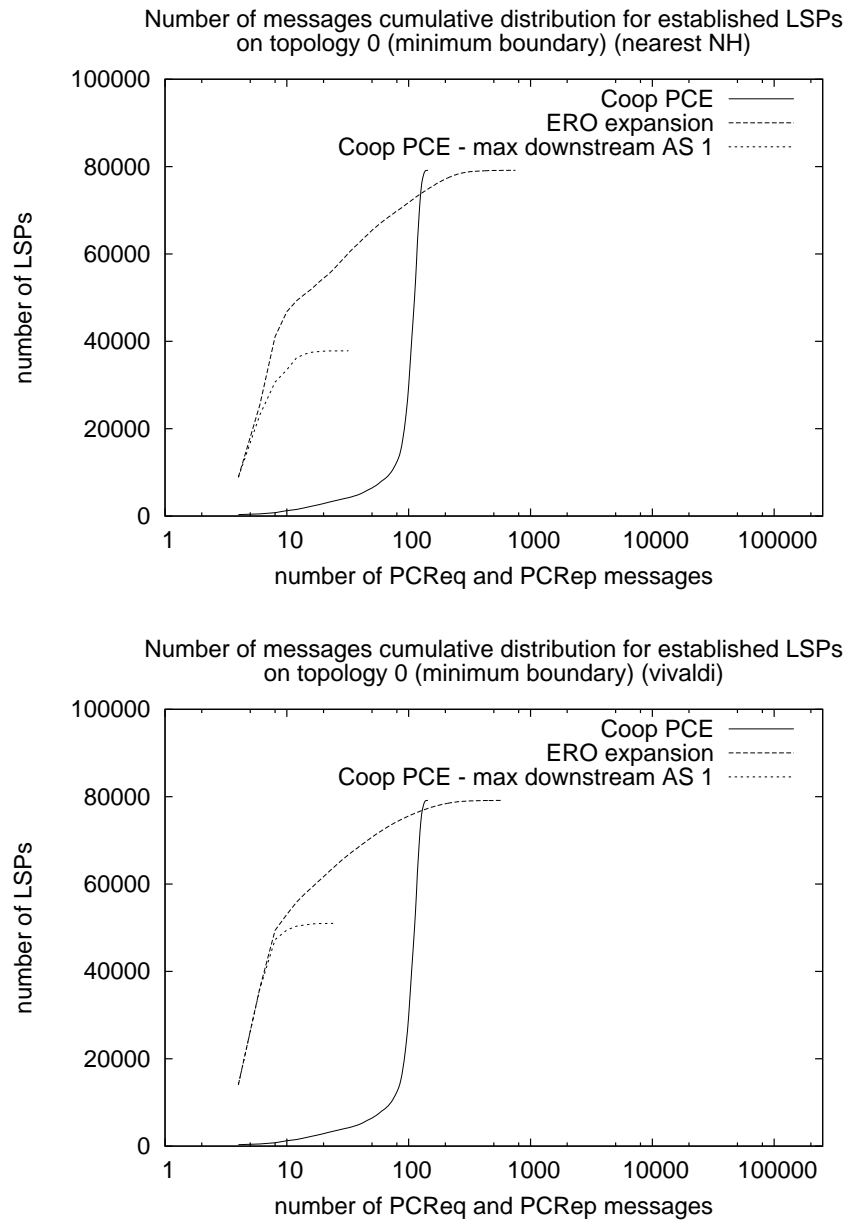 Number of messages cumulative distribution for established LSPs
on topology 0 (minimum boundary) (nearest NH)
100000
80000
60000
40000
20000
0
number of LSPs
Coop PCE
ERO expansion
Coop PCE - max downstream AS 1
1 10 100 1000 10000 100000
number of PCReq and PCRep messages
Number of messages cumulative distribution for established LSPs
on topology 0 (minimum boundary) (vivaldi)
100000
80000
60000
40000
20000
0
number of LSPs
Coop PCE
ERO expansion
Coop PCE - max downstream AS 1
1 10 100 1000 10000 100000
number of PCReq and PCRep messages